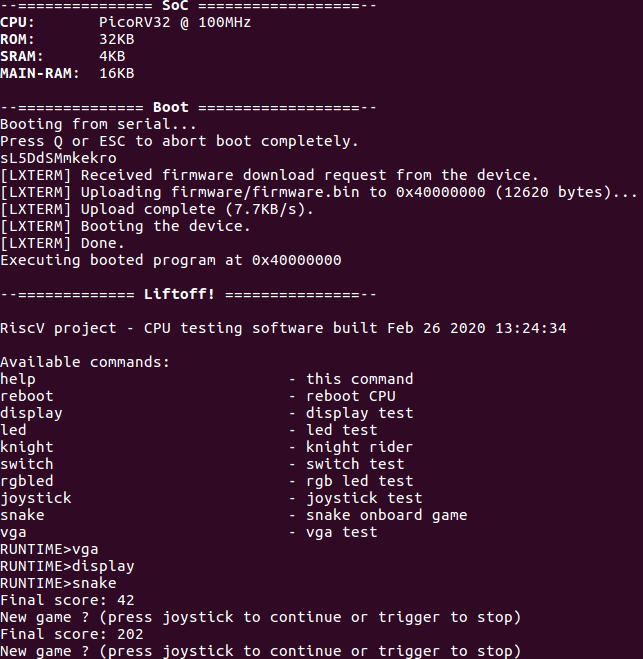 --=============== SoC ==================--
CPU:       PicoRV32 @ 100MHz
ROM:       32KB
SRAM:      4KB
MAIN-RAM:  16KB
--============== Boot ==================--
Booting from serial...
Press Q or ESC to abort boot completely.
sL5DdSMmkekro
[LXTERM] Received firmware download request from the device.
[LXTERM] Uploading firmware/firmware.bin to 0x40000000 (12620 bytes)...
[LXTERM] Upload complete (7.7KB/s).
[LXTERM] Booting the device.
[LXTERM] Done.
Executing booted program at 0x40000000
--============= Liftoff! ===============--
RiscV project - CPU testing software built Feb 26 2020 13:24:34
Available commands:
help                            - this command
reboot                          - reboot CPU
display                         - display test
led                             - led test
knight                          - knight rider
switch                          - switch test
rgbled                          - rgb led test
joystick                        - joystick test
snake                           - snake onboard game
vga                             - vga test
RUNTIME>vga
RUNTIME>display
RUNTIME>snake
Final score: 42
New game ? (press joystick to continue or trigger to stop)
Final score: 202
New game ? (press joystick to continue or trigger to stop)